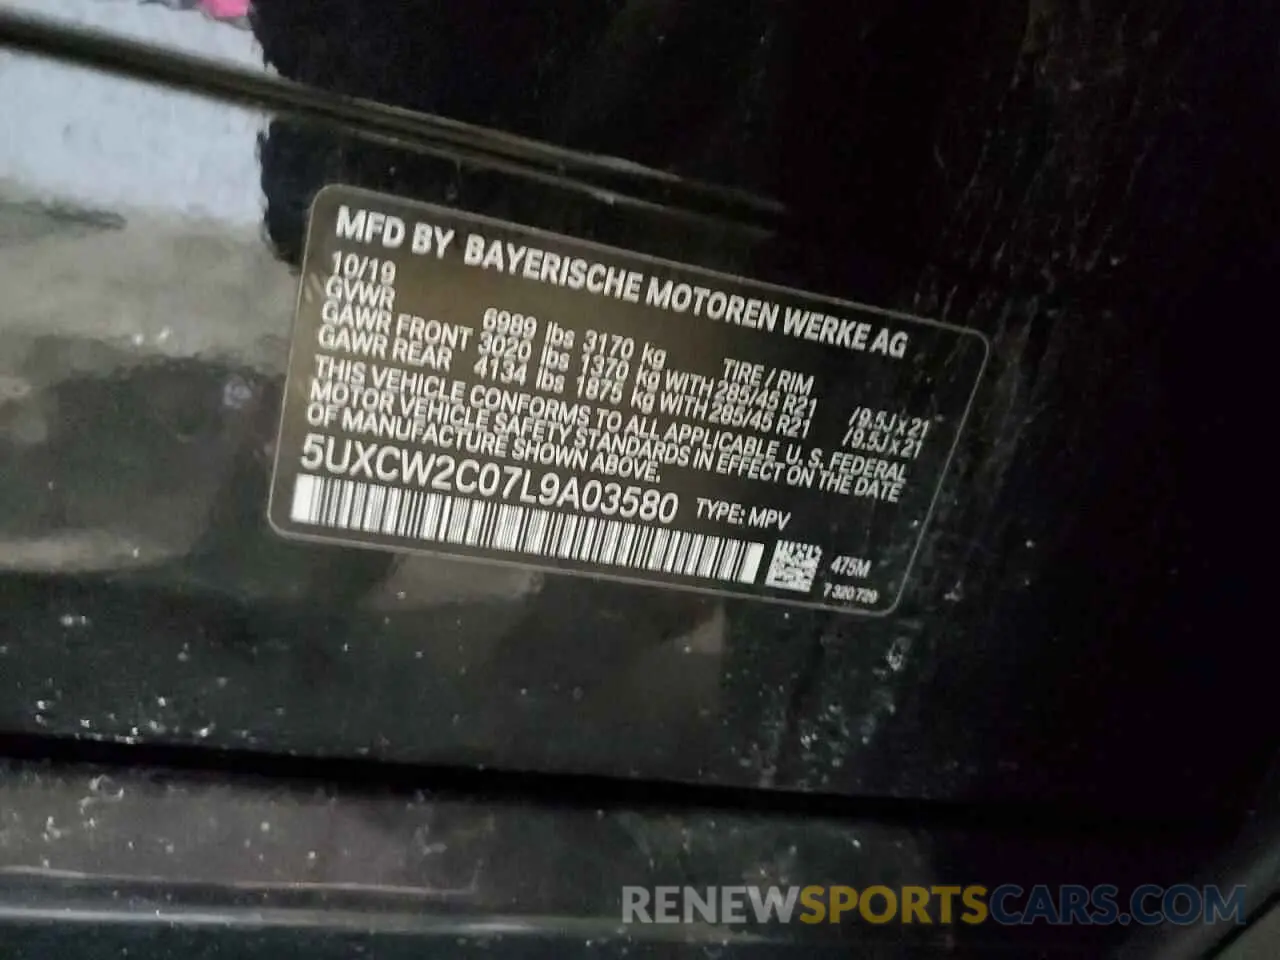 MFD BY BAYERISCHE MOTOREN WERKE AG
10/19
GVWR 6989 lbs 3170 kg TIRE / RIM
GAWR FRONT 3020 lbs 1370 kg WITH 285/45 R21 /9.5Jx21
GAWR REAR 4134 lbs 1875 kg WITH 285/45 R21 /9.5Jx21
THIS VEHICLE CONFORMS TO ALL APPLICABLE U. S. FEDERAL
MOTOR VEHICLE SAFETY STANDARDS IN EFFECT ON THE DATE
OF MANUFACTURE SHOWN ABOVE.
5UXCW2C07L9A03580 TYPE: MPV
475M
7 320 729
RENEWSPORTSCARS.COM